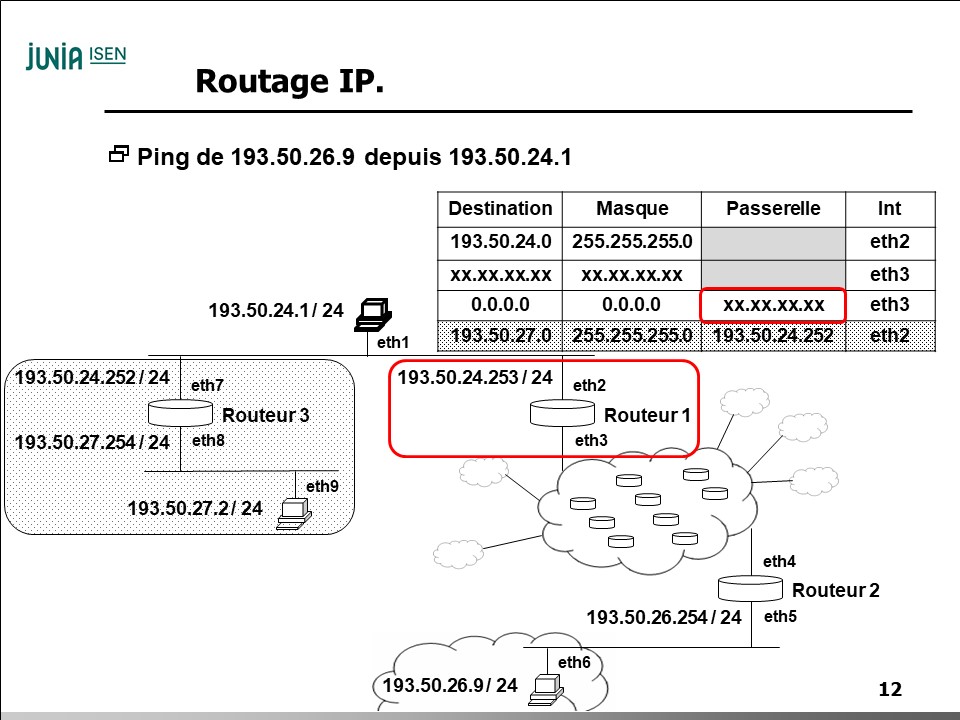 JUNIA ISEN
Routage IP.
Ping de 193.50.26.9 depuis 193.50.24.1
Destination Masque Passerelle Int
193.50.24.0 255.255.255.0 eth2
xx.xx.xx.xx xx.xx.xx.xx eth3
0.0.0.0 0.0.0.0 xx.xx.xx.xx eth3
193.50.27.0 255.255.255.0 193.50.24.252 eth2
193.50.24.1 / 24
eth1
193.50.24.252 / 24
eth7
Routeur 3
193.50.27.254 / 24
eth8
eth9
193.50.27.2 / 24
193.50.24.253 / 24
eth2
Routeur 1
eth3
eth4
Routeur 2
193.50.26.254 / 24
eth5
eth6
193.50.26.9 / 24
12